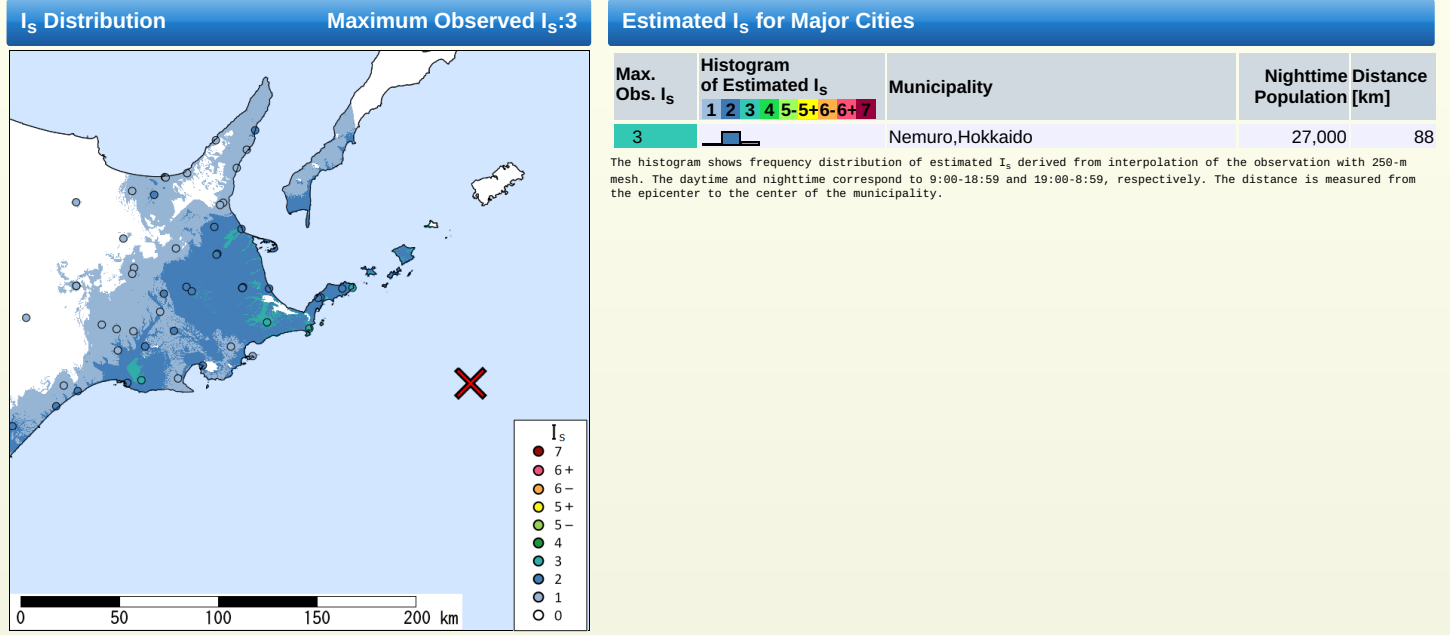 Is Distribution Maximum Observed Is:3
Is
7
6+
6−
5+
5−
4
3
2
1
0
0 50 100 150 200 km
Estimated Is for Major Cities
Max. Obs. Is
Histogram of Estimated Is
1 2 3 4 5-5+6-6+7
Municipality
Nighttime Population
Distance [km]
3 Nemuro,Hokkaido 27,000 88
The histogram shows frequency distribution of estimated Is derived from interpolation of the observation with 250-m
mesh. The daytime and nighttime correspond to 9:00-18:59 and 19:00-8:59, respectively. The distance is measured from
the epicenter to the center of the municipality.